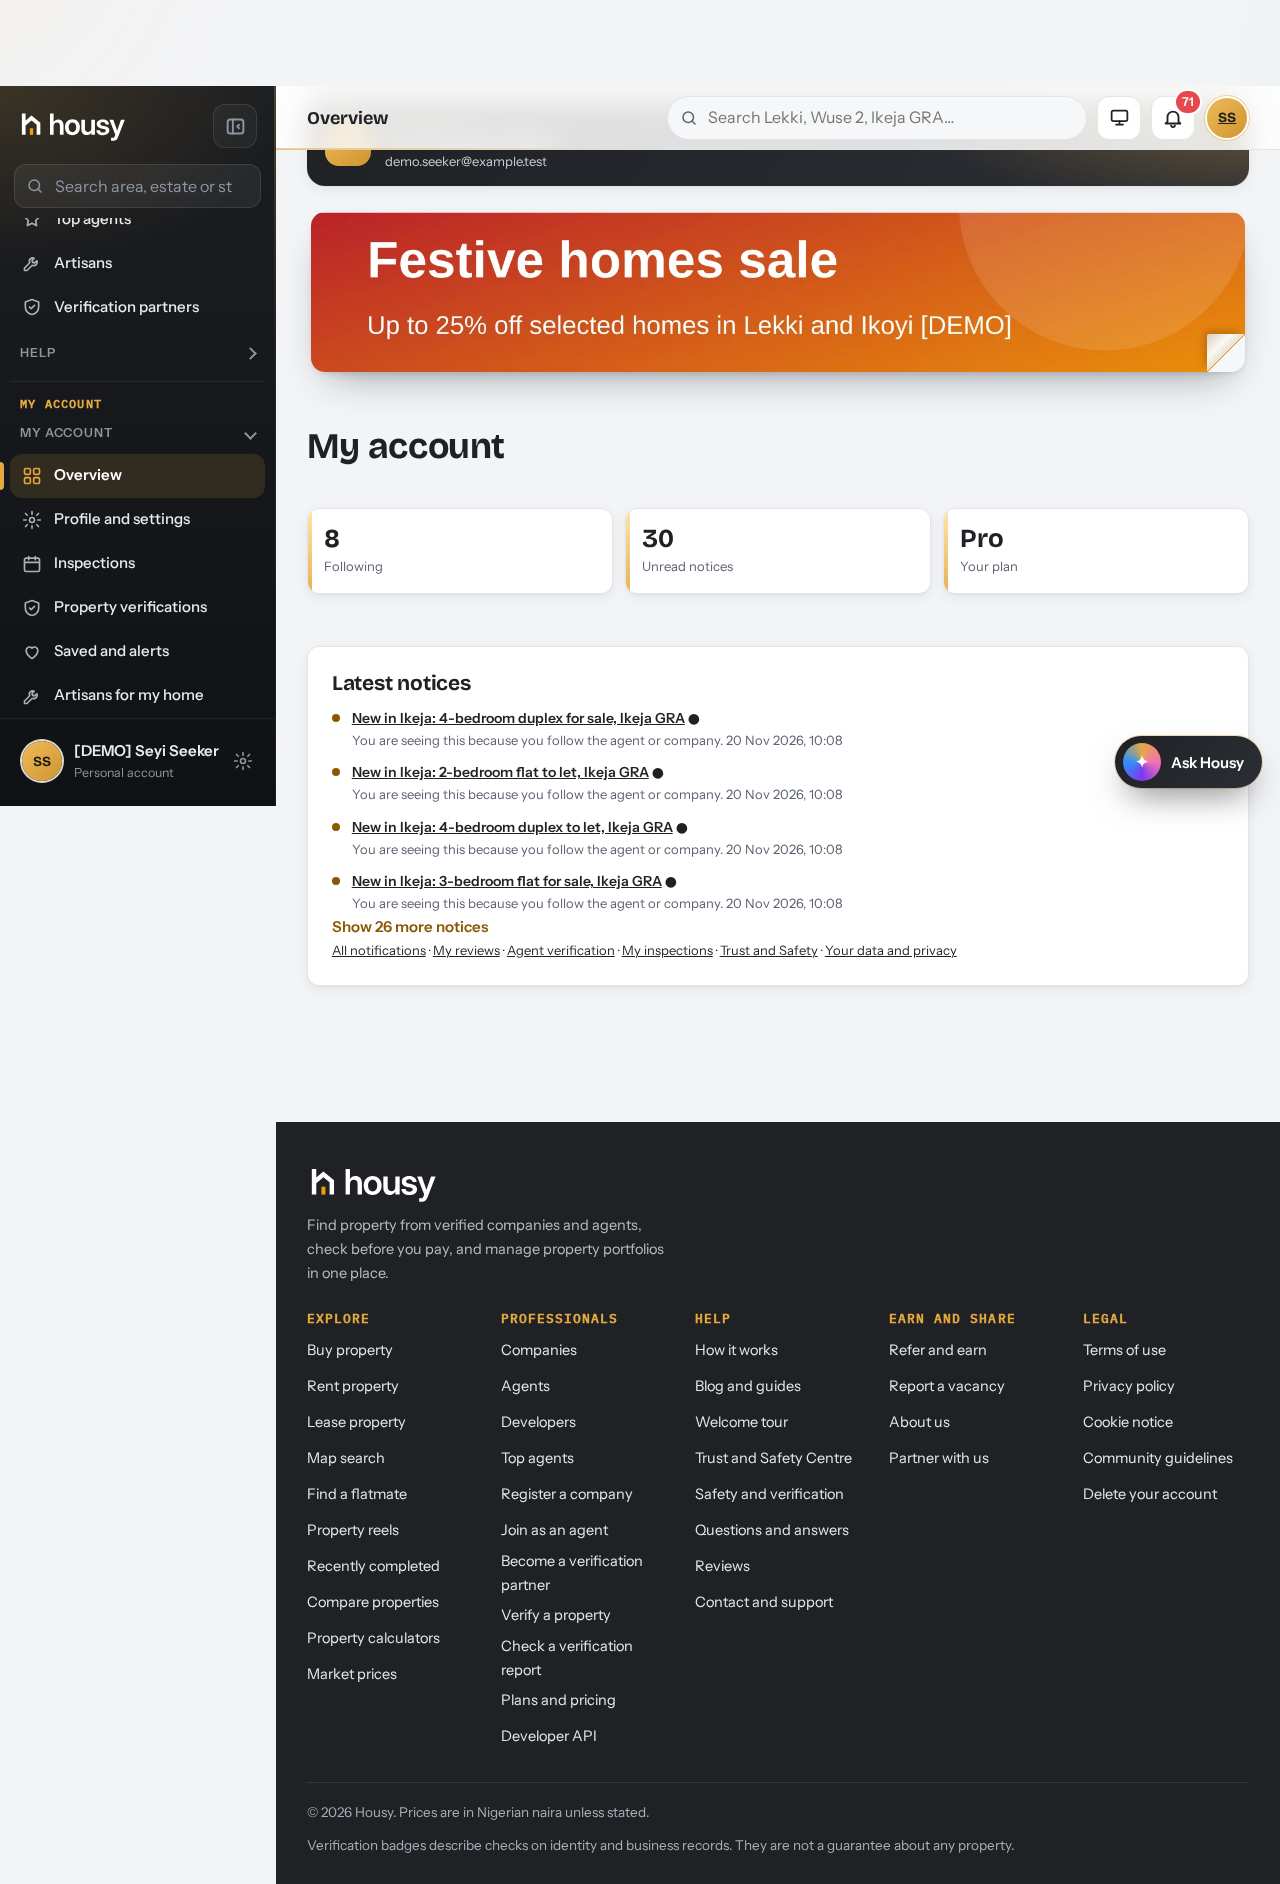 housy
Search area, estate or st
Top agents
Artisans
Verification partners
HELP
MY ACCOUNT
MY ACCOUNT
Overview
Profile and settings
Inspections
Property verifications
Saved and alerts
Artisans for my home
SS
[DEMO] Seyi Seeker
Personal account
Overview
Search Lekki, Wuse 2, Ikeja GRA...
71
SS
demo.seeker@example.test
Festive homes sale
Up to 25% off selected homes in Lekki and Ikoyi [DEMO]
My account
8
Following
30
Unread notices
Pro
Your plan
Latest notices
New in Ikeja: 4-bedroom duplex for sale, Ikeja GRA
You are seeing this because you follow the agent or company. 20 Nov 2026, 10:08
New in Ikeja: 2-bedroom flat to let, Ikeja GRA
You are seeing this because you follow the agent or company. 20 Nov 2026, 10:08
New in Ikeja: 4-bedroom duplex to let, Ikeja GRA
You are seeing this because you follow the agent or company. 20 Nov 2026, 10:08
New in Ikeja: 3-bedroom flat for sale, Ikeja GRA
You are seeing this because you follow the agent or company. 20 Nov 2026, 10:08
Show 26 more notices
All notifications · My reviews · Agent verification · My inspections · Trust and Safety · Your data and privacy
Ask Housy
housy
Find property from verified companies and agents,
check before you pay, and manage property portfolios
in one place.
EXPLORE
Buy property
Rent property
Lease property
Map search
Find a flatmate
Property reels
Recently completed
Compare properties
Property calculators
Market prices
PROFESSIONALS
Companies
Agents
Developers
Top agents
Register a company
Join as an agent
Become a verification
partner
Verify a property
Check a verification
report
Plans and pricing
Developer API
HELP
How it works
Blog and guides
Welcome tour
Trust and Safety Centre
Safety and verification
Questions and answers
Reviews
Contact and support
EARN AND SHARE
Refer and earn
Report a vacancy
About us
Partner with us
LEGAL
Terms of use
Privacy policy
Cookie notice
Community guidelines
Delete your account
© 2026 Housy. Prices are in Nigerian naira unless stated.
Verification badges describe checks on identity and business records. They are not a guarantee about any property.